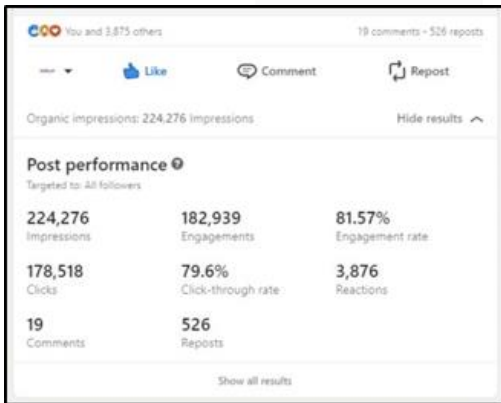 You and 3,875 others 19 comments - 526 reposts
Like Comment Repost
Organic impressions: 224,276 Impressions Hide results
Post performance
Targeted to: All followers
224,276 182,939 81.57%
Impressions Engagements Engagement rate
178,518 79.6% 3,876
Clicks Click-through rate Reactions
19 526
Comments Reposts
Show all results